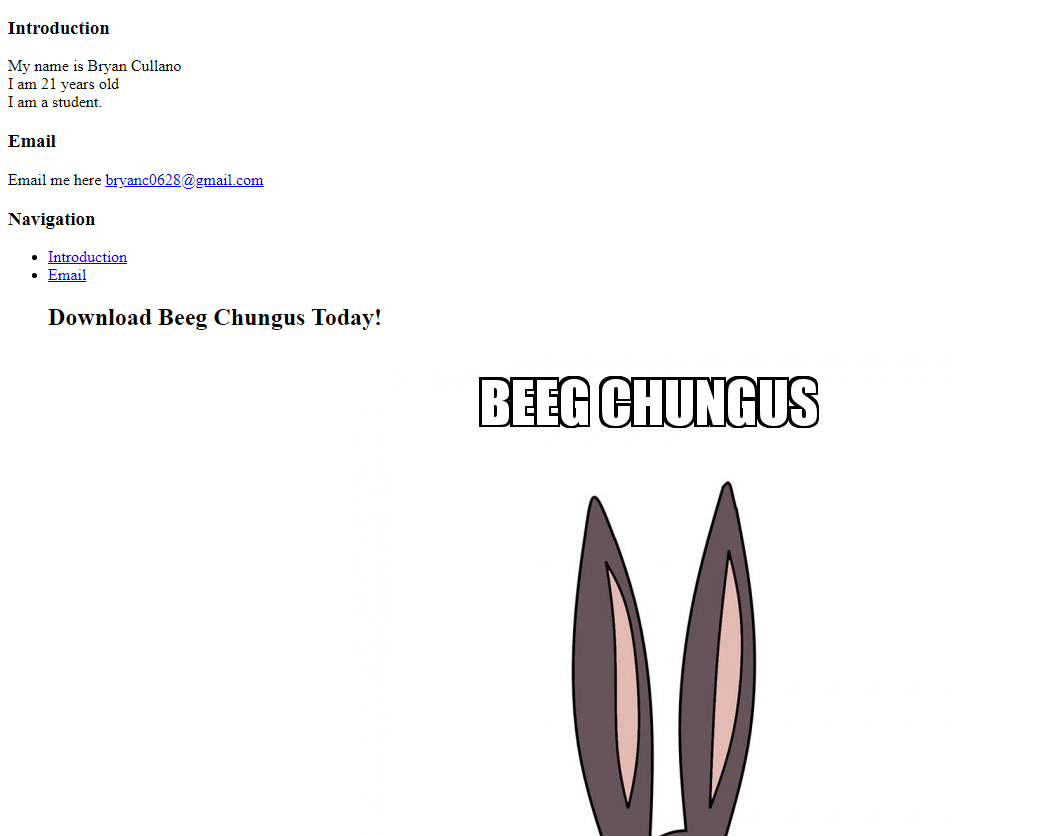 Introduction
My name is Bryan Cullano
I am 21 years old
I am a student.
Email
Email me here bryanc0628@gmail.com
Navigation
Introduction
Email
Download Beeg Chungus Today!
BEEG CHUNGUS